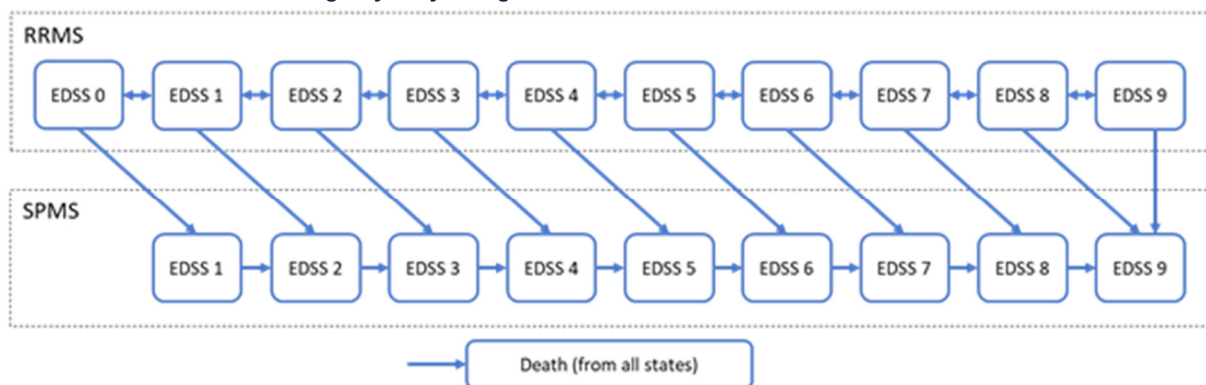 RRMS
EDSS 0 EDSS 1 EDSS 2 EDSS 3 EDSS 4 EDSS 5 EDSS 6 EDSS 7 EDSS 8 EDSS 9
SPMS
EDSS 1 EDSS 2 EDSS 3 EDSS 4 EDSS 5 EDSS 6 EDSS 7 EDSS 8 EDSS 9
Death (from all states)